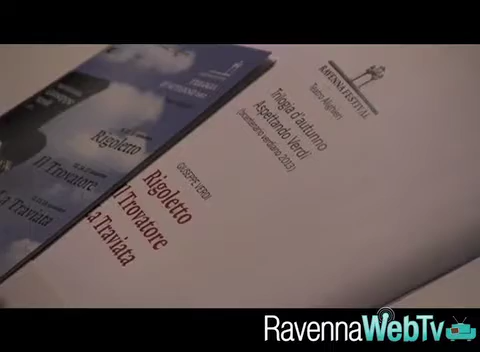 RAVENNA FESTIVAL
Teatro Alighieri
Trilogia d'autunno
Aspettando Verdi
(bicentenario verdiano 2013)
GIUSEPPE VERDI
Rigoletto
Il Trovatore
La Traviata
Rigoletto
Il Trovatore
La Traviata
RavennaWebTv